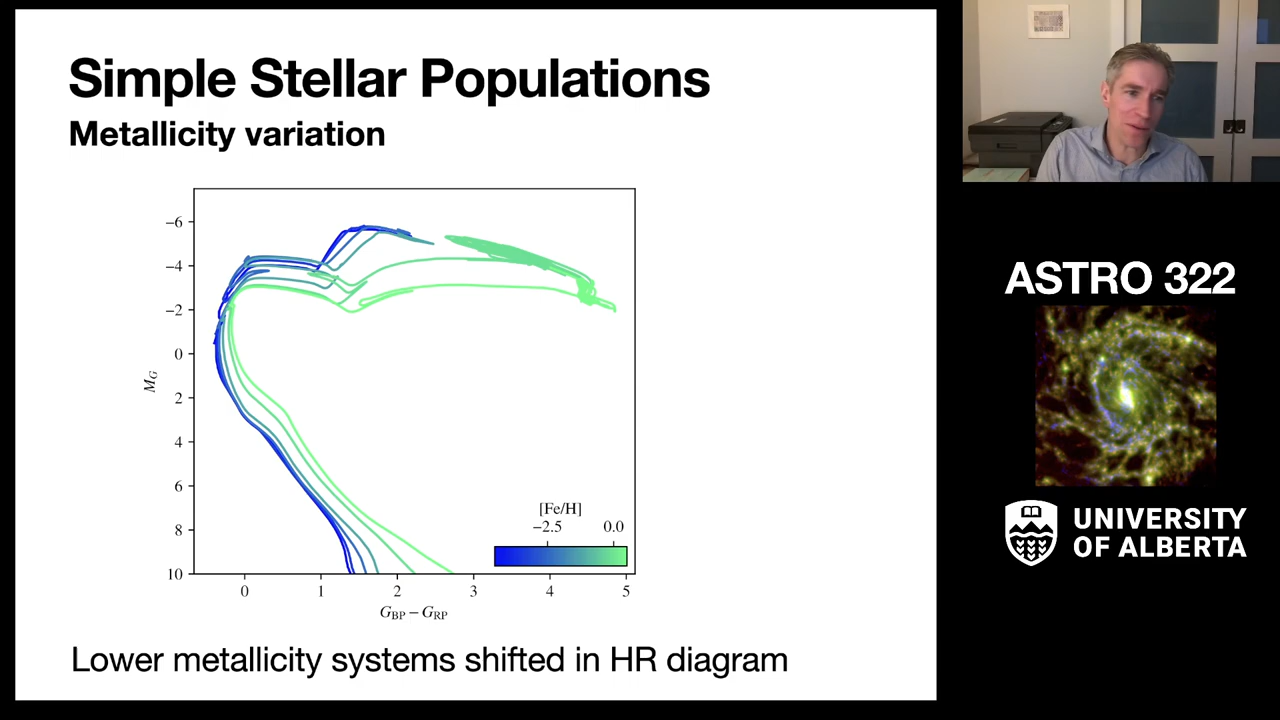 Simple Stellar Populations
Metallicity variation
−6
−4
−2
0
2
4
6
8
10
M_G
0 1 2 3 4 5
G_BP − G_RP
[Fe/H]
−2.5 0.0
Lower metallicity systems shifted in HR diagram
ASTRO 322
UNIVERSITY
OF ALBERTA